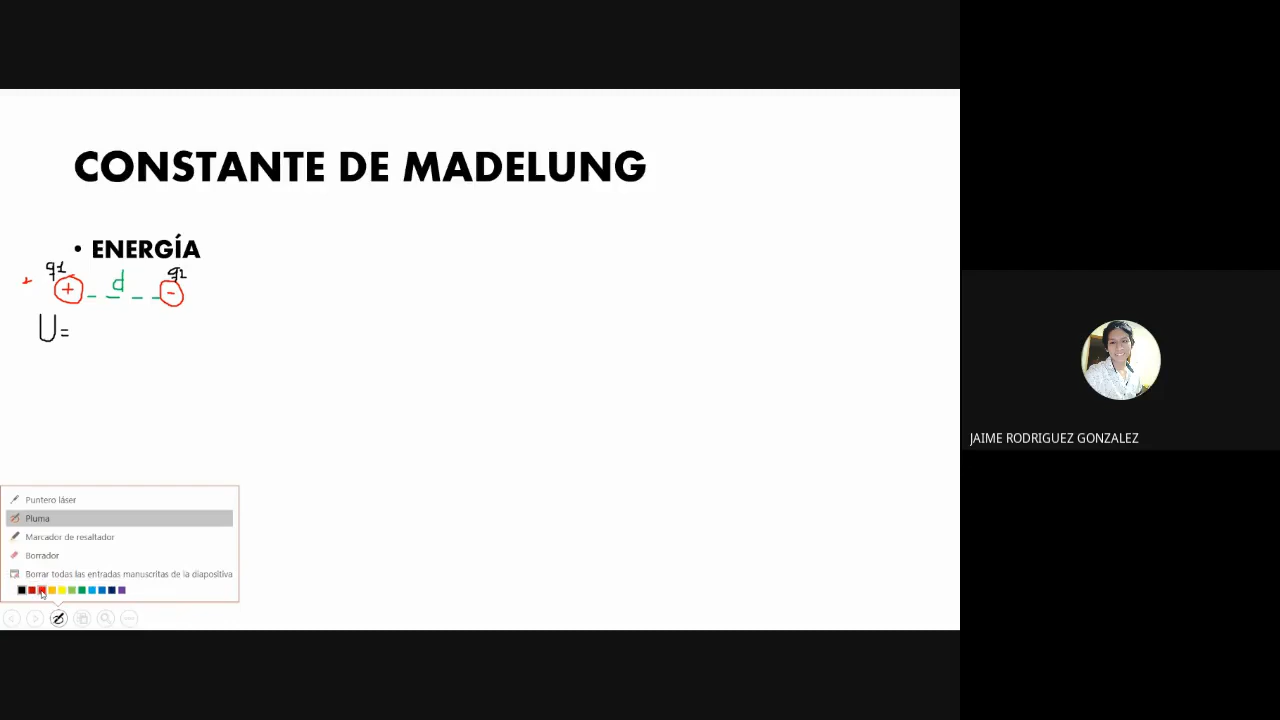 CONSTANTE DE MADELUNG
• ENERGÍA
q1 q2
+ + d -
U=
JAIME RODRIGUEZ GONZALEZ
Puntero láser
Pluma
Marcador de resaltador
Borrador
Borrar todas las entradas manuscritas de la diapositiva